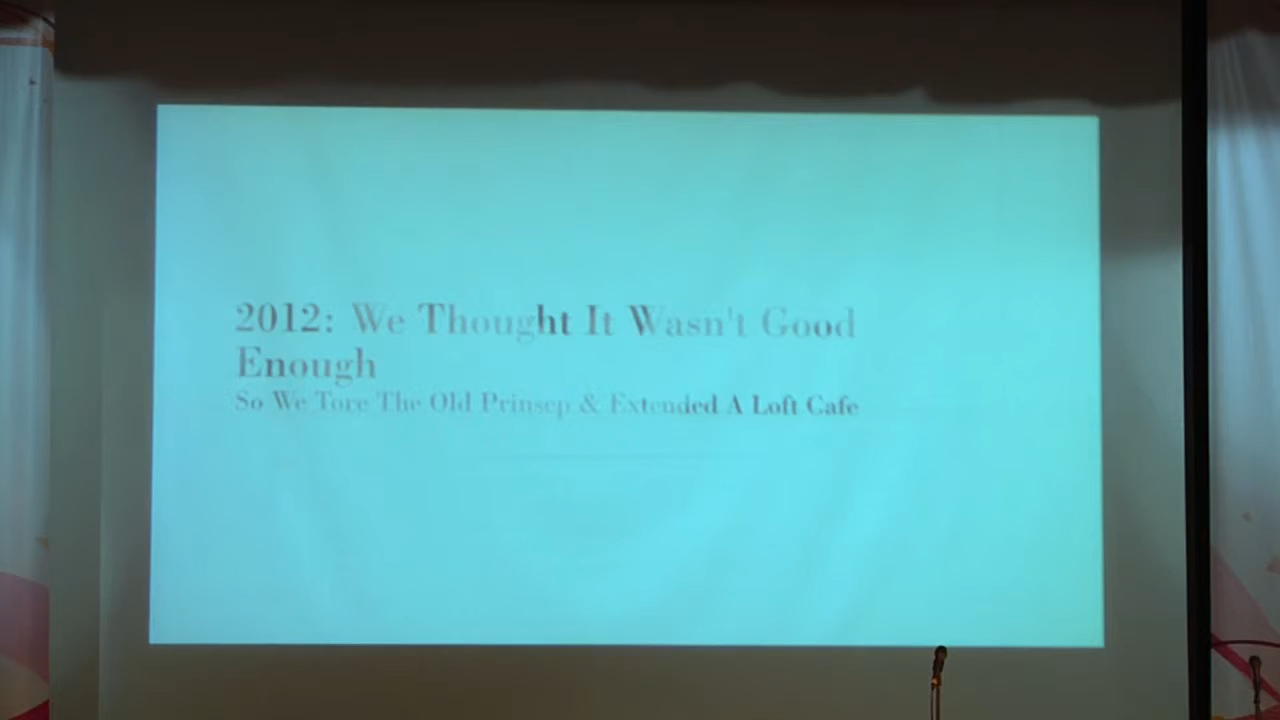 2012: We Thought It Wasn't Good
Enough
So We Tore The Old Prinsep & Extended A Loft Cafe